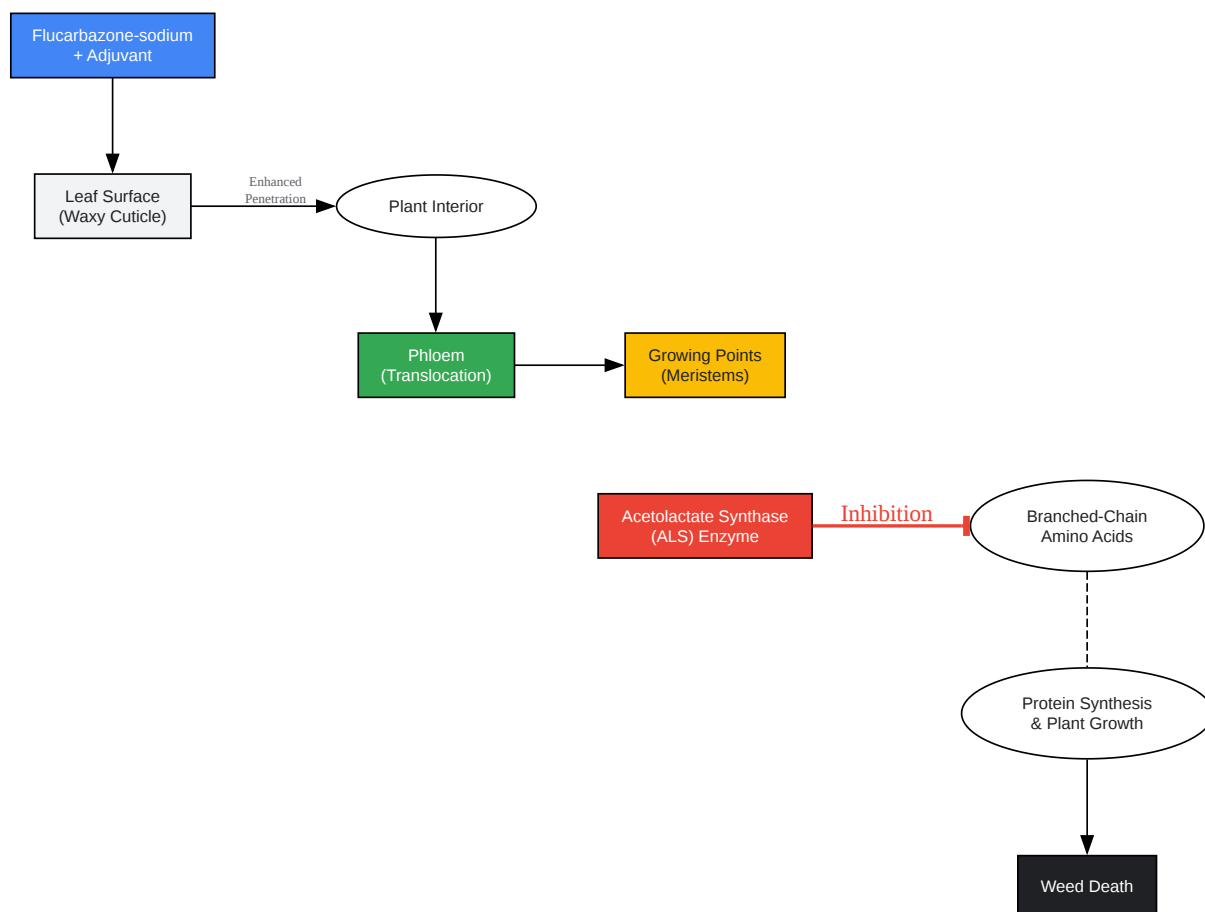 Flucarbazone-sodium
+ Adjuvant
Leaf Surface
(Waxy Cuticle)
Enhanced
Penetration
Plant Interior
Phloem
(Translocation)
Growing Points
(Meristems)
Acetolactate Synthase
(ALS) Enzyme
Inhibition
Branched-Chain
Amino Acids
Protein Synthesis
& Plant Growth
Weed Death